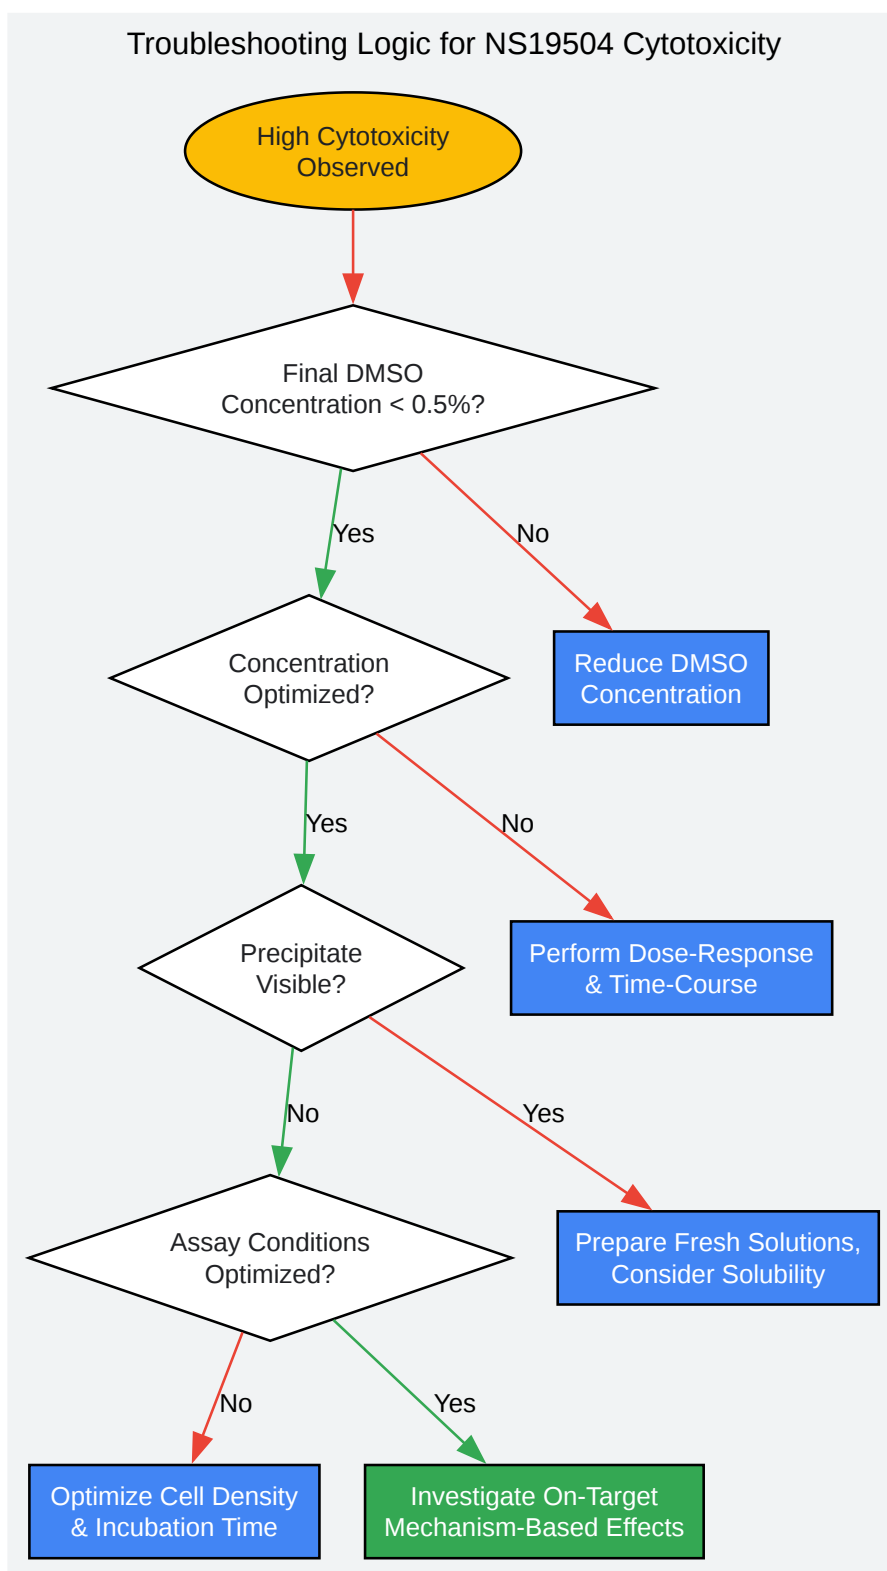 Troubleshooting Logic for NS19504 Cytotoxicity
High Cytotoxicity
Observed
Final DMSO
Concentration < 0.5%?
Yes
No
Concentration
Optimized?
Reduce DMSO
Concentration
Yes
No
Precipitate
Visible?
Perform Dose-Response
& Time-Course
No
Yes
Assay Conditions
Optimized?
Prepare Fresh Solutions,
Consider Solubility
No
Yes
Optimize Cell Density
& Incubation Time
Investigate On-Target
Mechanism-Based Effects